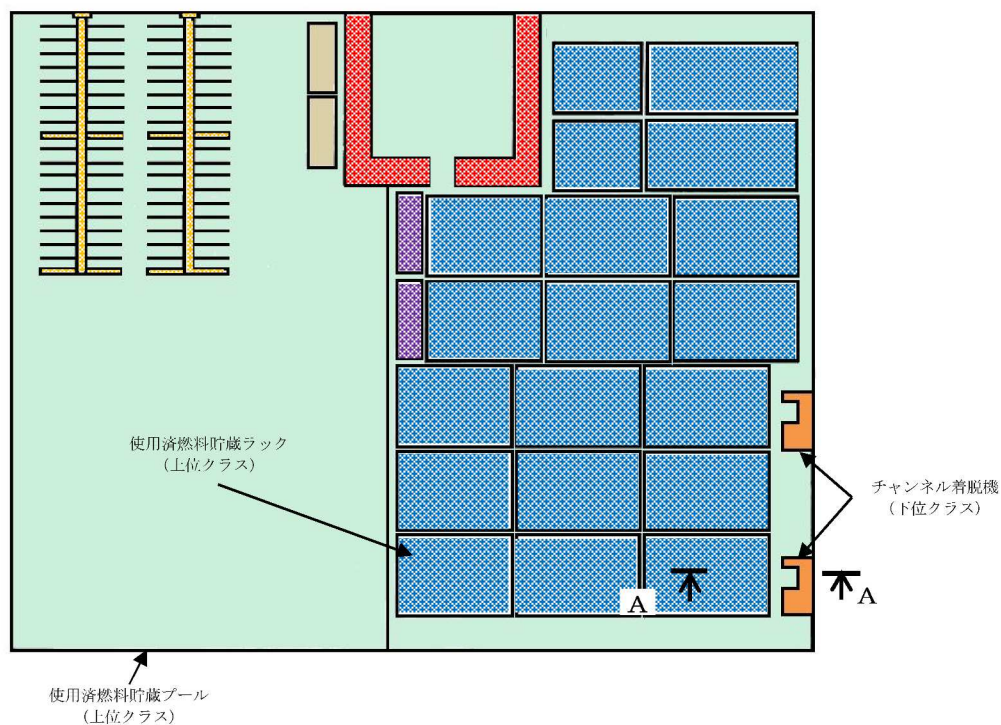 使用済燃料貯蔵ラック
（上位クラス）
チャンネル着脱機
（下位クラス）
A
A
使用済燃料貯蔵プール
（上位クラス）